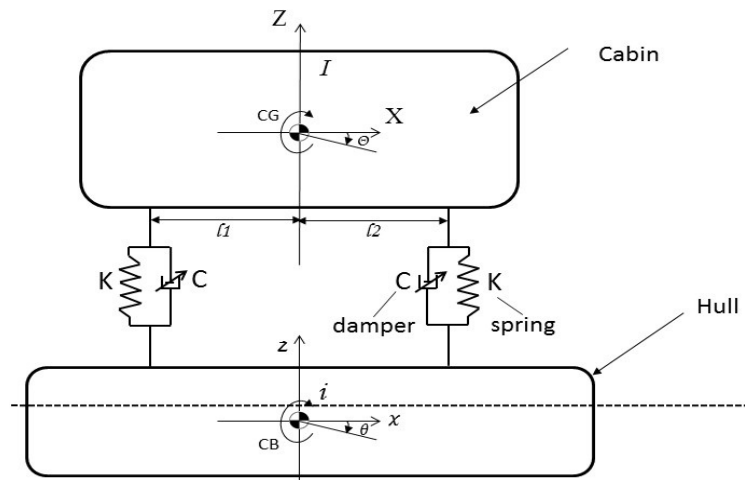 Z
I
Cabin
CG
X
Θ
ℓ1
ℓ2
K
C
C
K
damper
spring
Hull
z
i
x
θ
CB